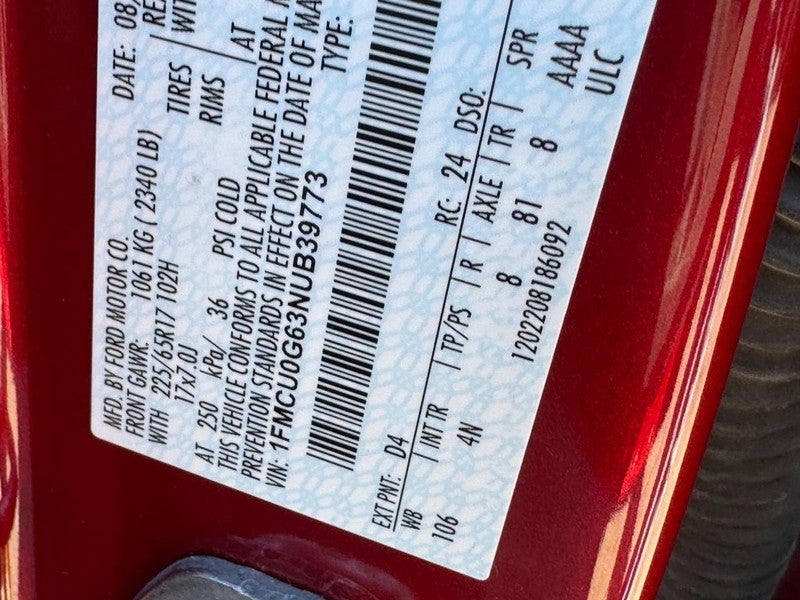 MFD. BY FORD MOTOR CO.
DATE: 08
FRONT GAWR: 1061 KG ( 2340 LB)
WITH 225/65R17 102H
TIRES
WIT
17x7.0J
RIMS
AT 250 kPa/ 36 PSI COLD
AT
THIS VEHICLE CONFORMS TO ALL APPLICABLE FEDERAL
PREVENTION STANDARDS IN EFFECT ON THE DATE OF MA
VIN: 1FMCU0G63NUB39773
TYPE:
EXT PNT: D4
RC: 24 DSO:
WB | INT TR | TP/PS | R | AXLE | TR | SPR
106 4N 8 81 8 AAAA
1202208186092
ULC